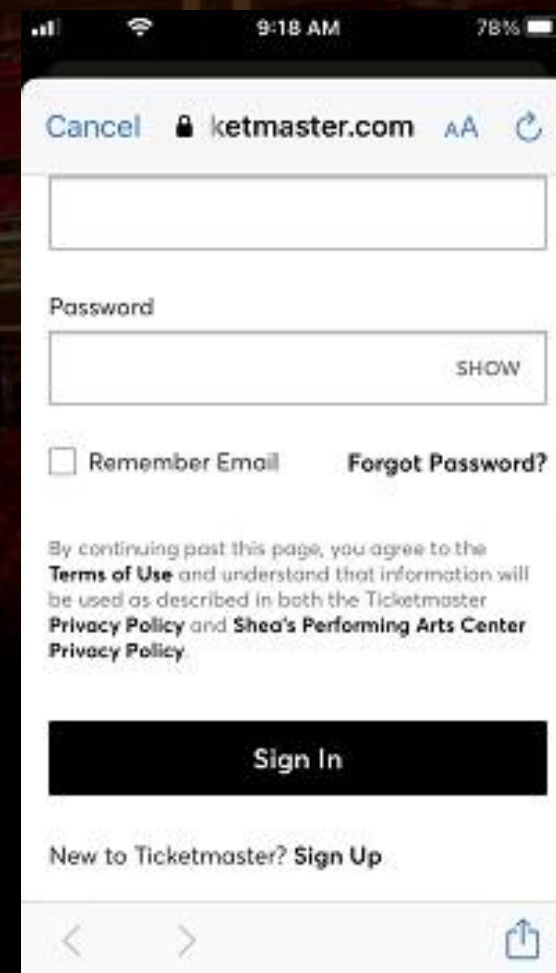 9:18 AM 78%
Cancel ketmaster.com AA
Password
SHOW
Remember Email Forgot Password?
By continuing past this page, you agree to the
Terms of Use and understand that information will
be used as described in both the Ticketmaster
Privacy Policy and Shea's Performing Arts Center
Privacy Policy.
Sign In
New to Ticketmaster? Sign Up